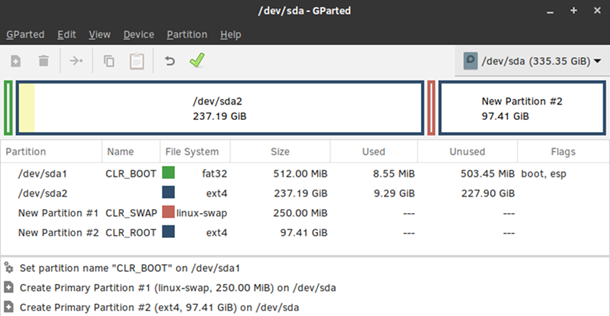 /dev/sda - GParted
GParted Edit View Device Partition Help
/dev/sda (335.35 GiB)
/dev/sda2
237.19 GiB
New Partition #2
97.41 GiB
Partition Name File System Size Used Unused Flags
/dev/sda1 CLR_BOOT fat32 512.00 MiB 8.55 MiB 503.45 MiB boot, esp
/dev/sda2 ext4 237.19 GiB 9.29 GiB 227.90 GiB
New Partition #1 CLR_SWAP linux-swap 250.00 MiB --- ---
New Partition #2 CLR_ROOT ext4 97.41 GiB --- ---
Set partition name "CLR_BOOT" on /dev/sda1
Create Primary Partition #1 (linux-swap, 250.00 MiB) on /dev/sda
Create Primary Partition #2 (ext4, 97.41 GiB) on /dev/sda